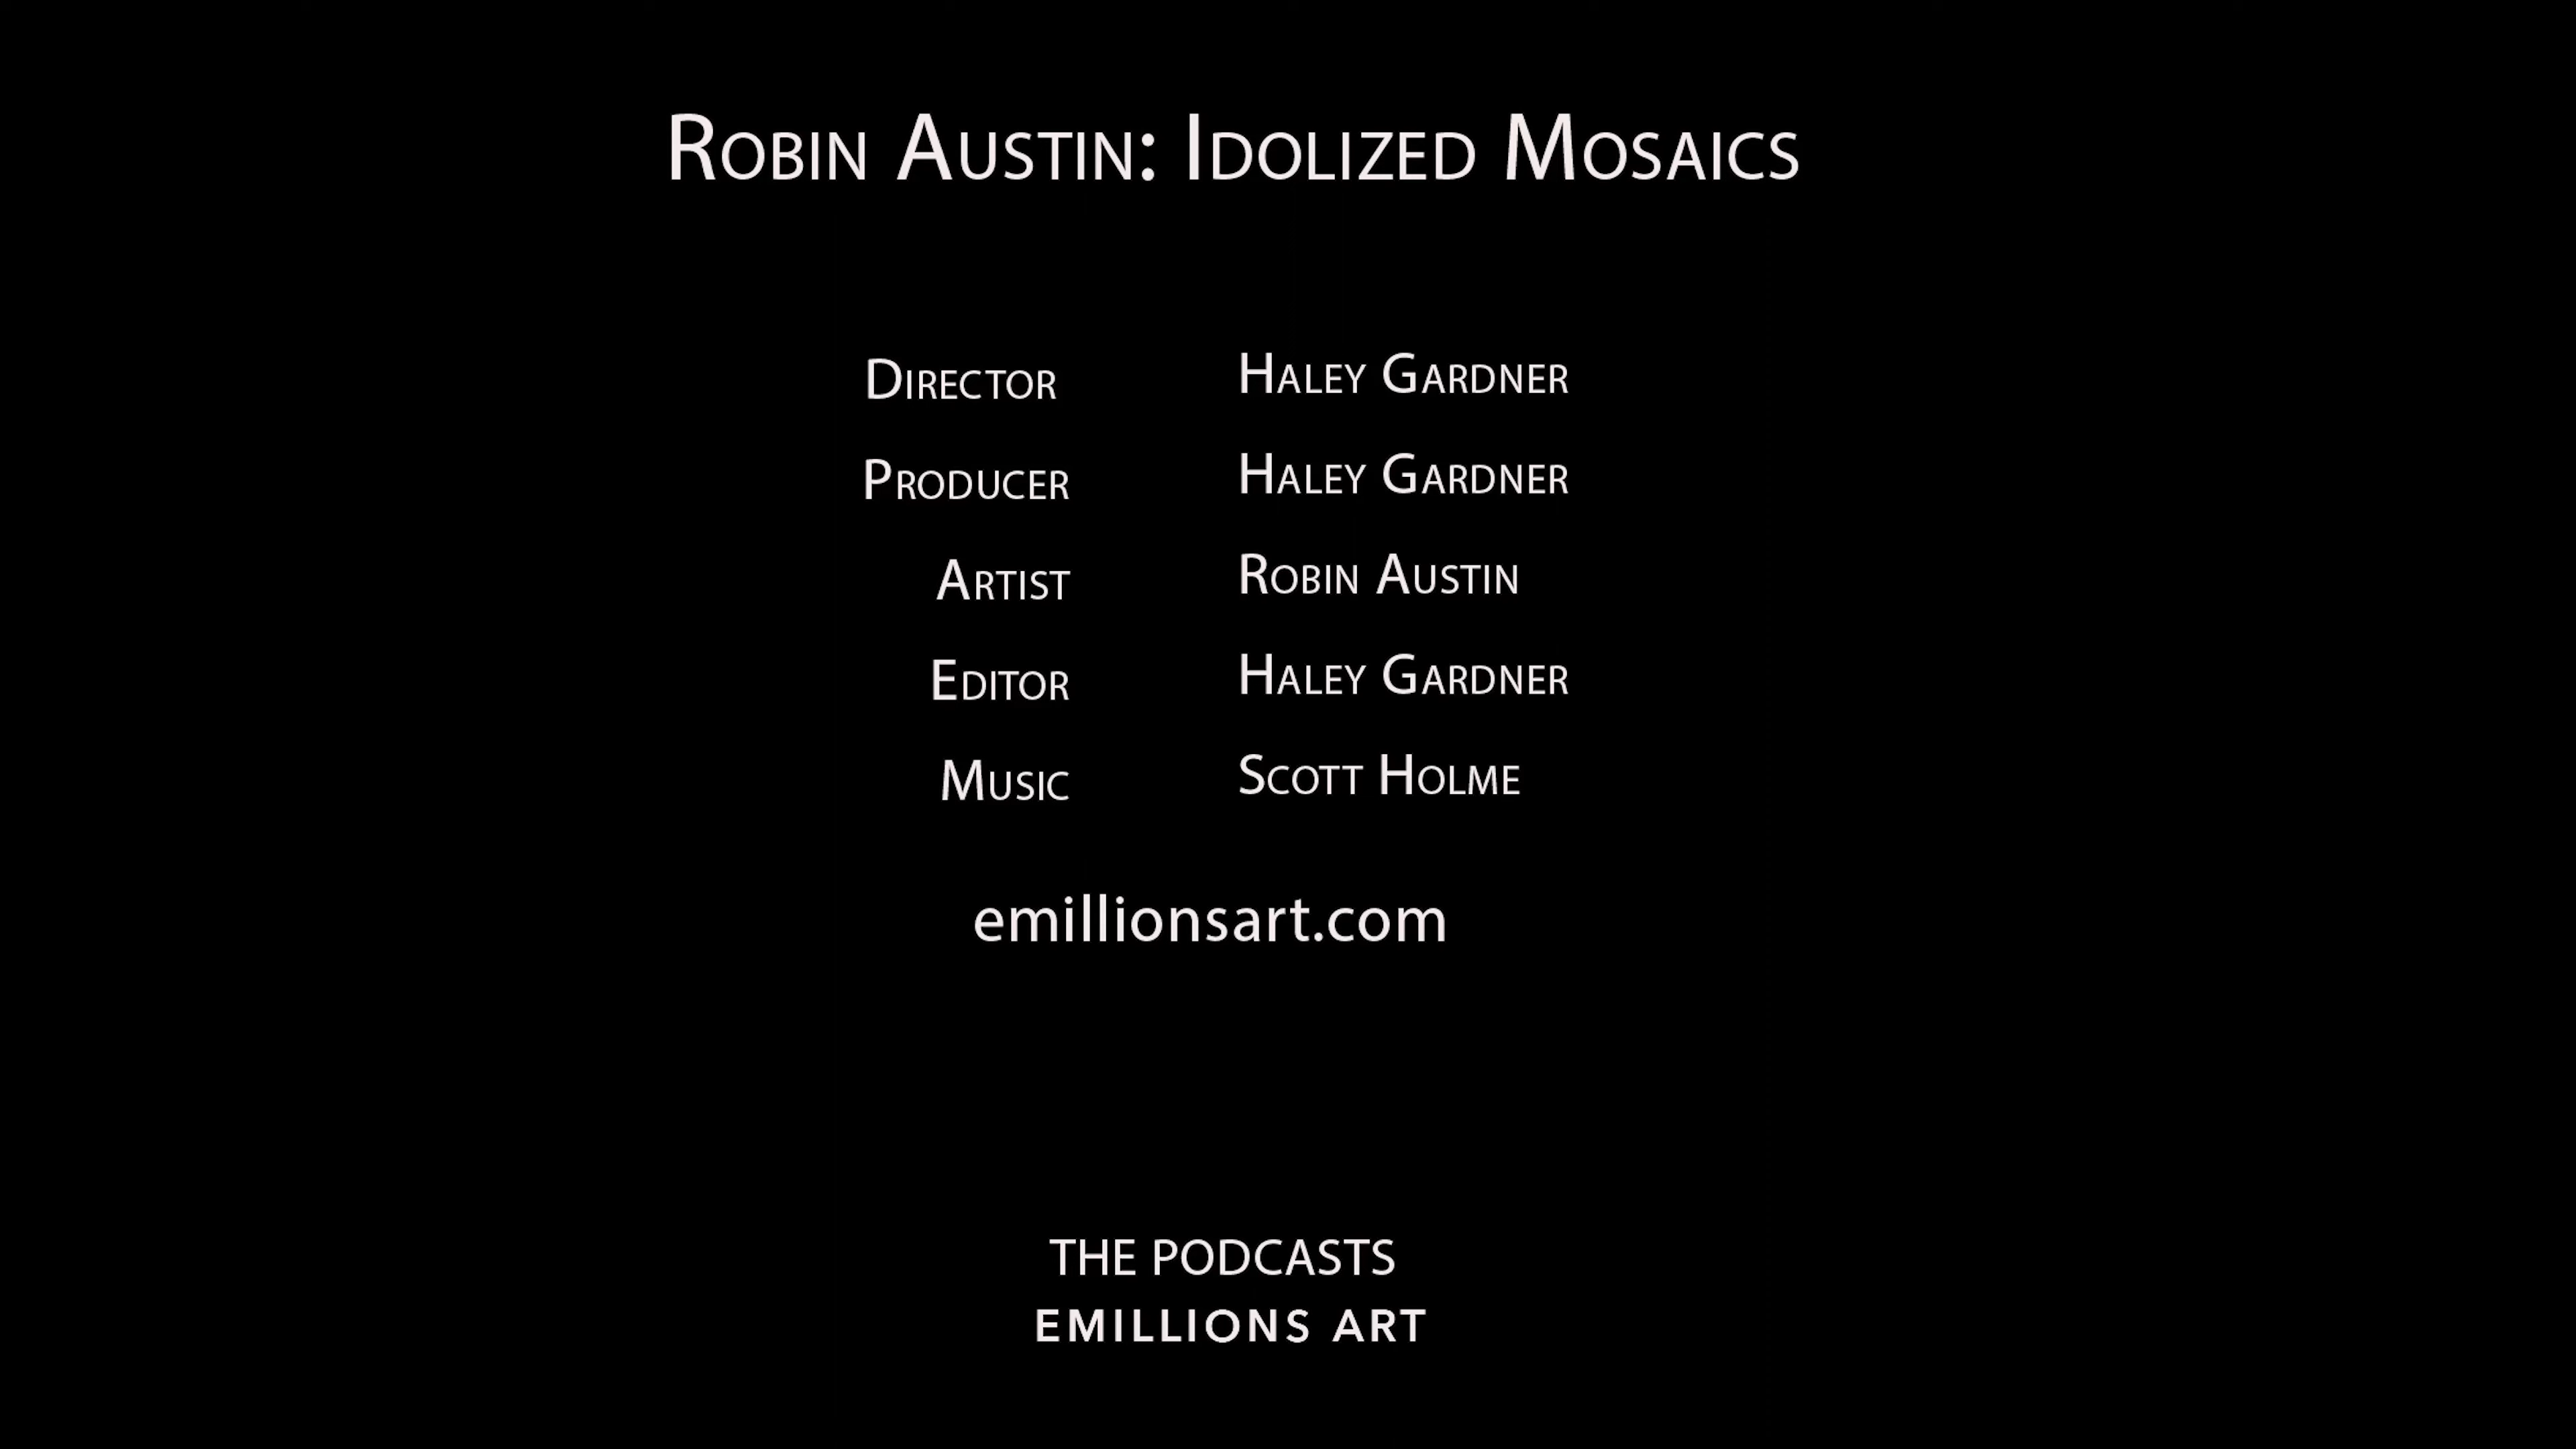 Robin Austin: Idolized Mosaics
Director Haley Gardner
Producer Haley Gardner
Artist Robin Austin
Editor Haley Gardner
Music Scott Holme
emillionsart.com
THE PODCASTS
EMILLIONS ART